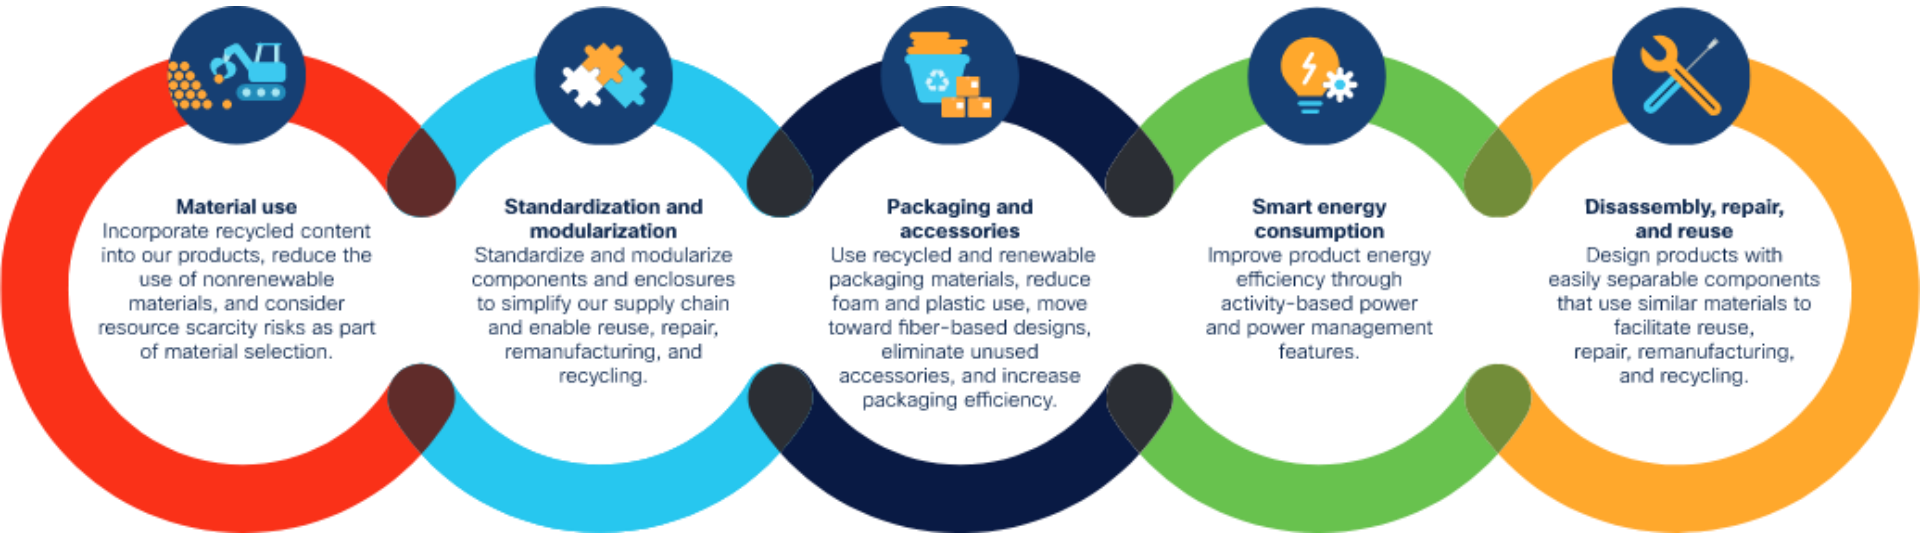 Material use
Incorporate recycled content
into our products, reduce the
use of nonrenewable
materials, and consider
resource scarcity risks as part
of material selection.
Standardization and
modularization
Standardize and modularize
components and enclosures
to simplify our supply chain
and enable reuse, repair,
remanufacturing, and
recycling.
Packaging and
accessories
Use recycled and renewable
packaging materials, reduce
foam and plastic use, move
toward fiber-based designs,
eliminate unused
accessories, and increase
packaging efficiency.
Smart energy
consumption
Improve product energy
efficiency through
activity-based power
and power management
features.
Disassembly, repair,
and reuse
Design products with
easily separable components
that use similar materials to
facilitate reuse,
repair, remanufacturing,
and recycling.